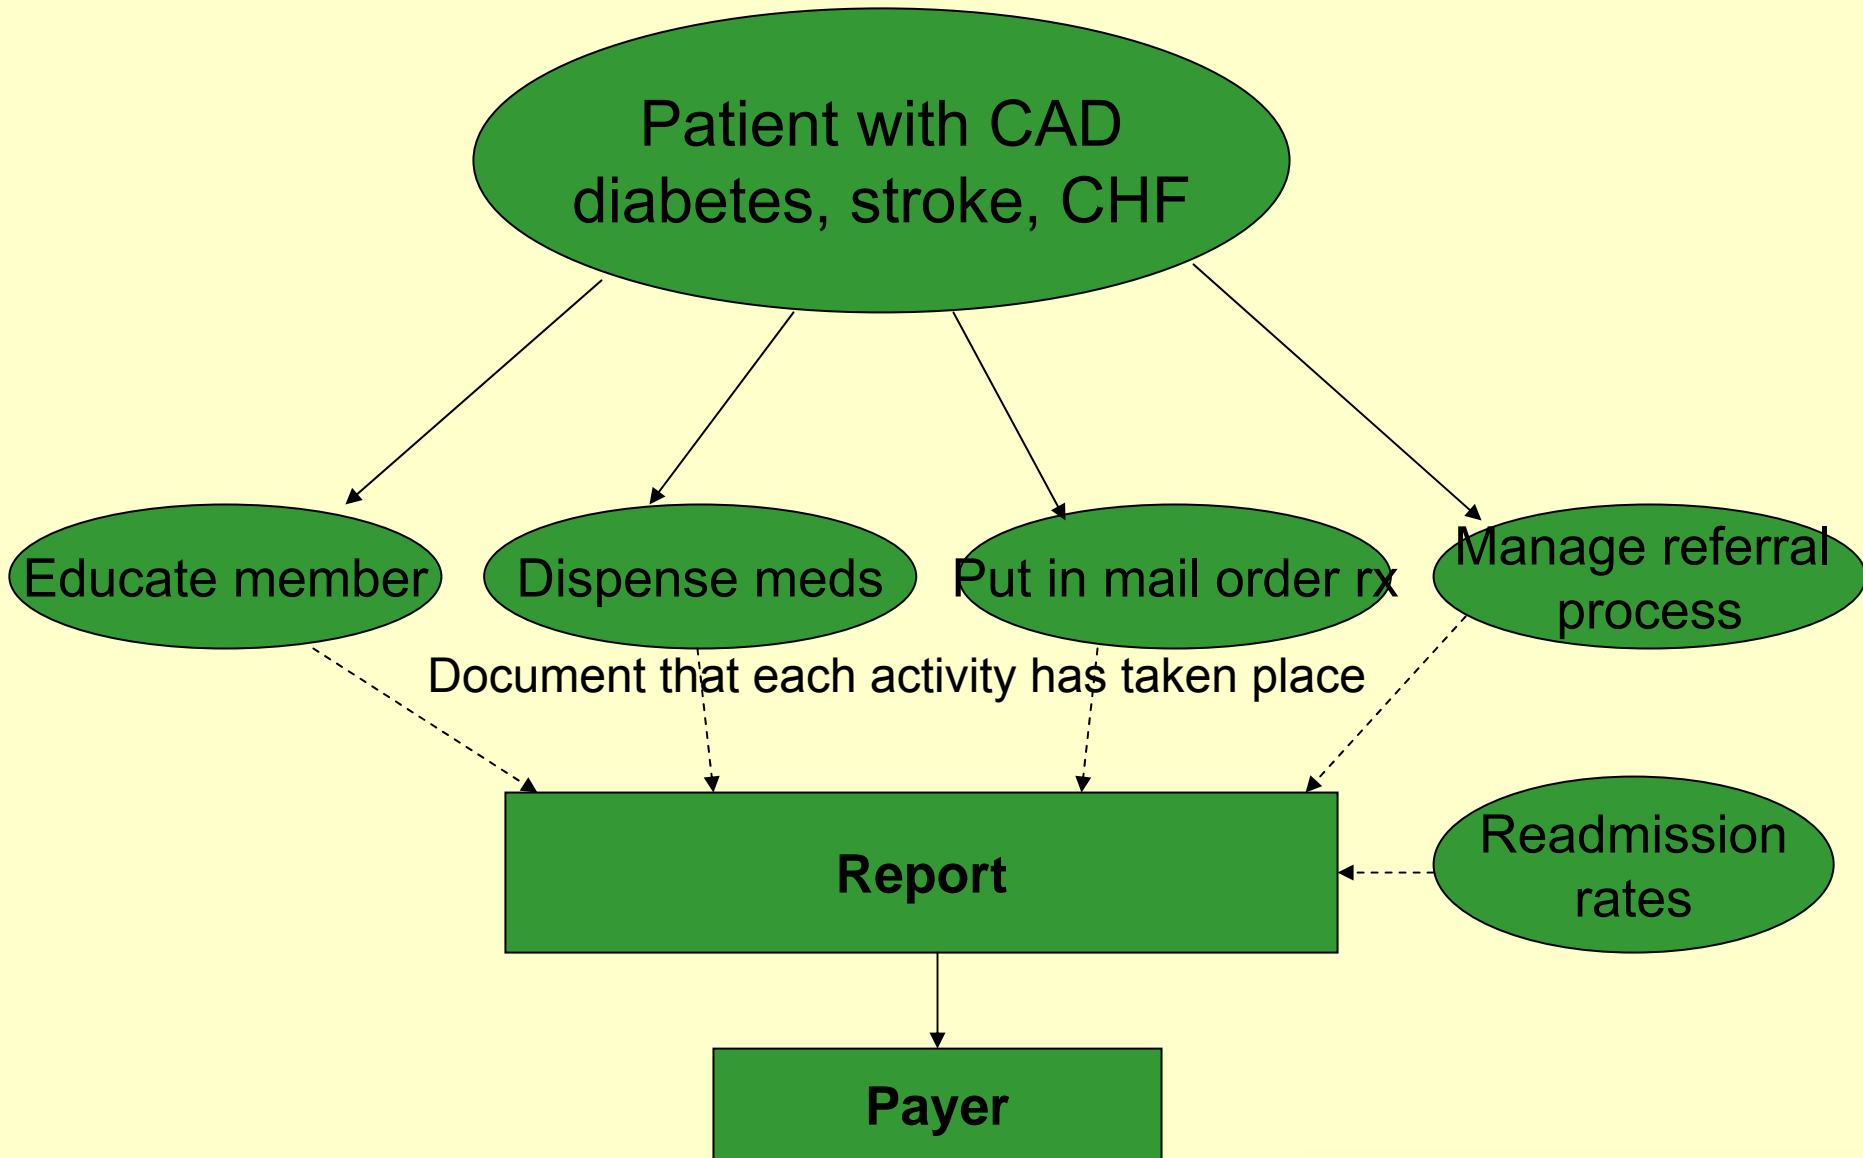 Patient with CAD
diabetes, stroke, CHF
Educate member
Dispense meds
Put in mail order rx
Manage referral
process
Document that each activity has taken place
Report
Readmission
rates
Payer